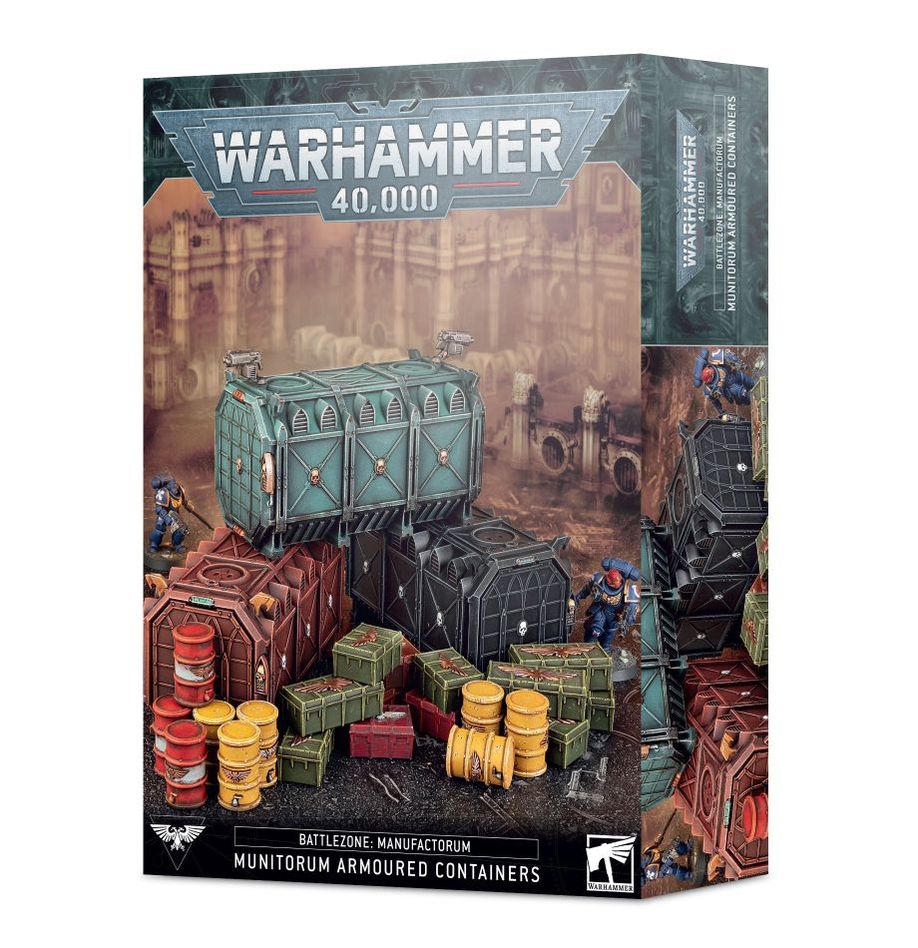 WARHAMMER
40,000
BATTLEZONE: MANUFACTORUM
MUNITORUM ARMOURED CONTAINERS
WARHAMMER
WARHAMMER
40,000
BATTLEZONE: MANUFACTORUM
MUNITORUM ARMOURED CONTAINERS